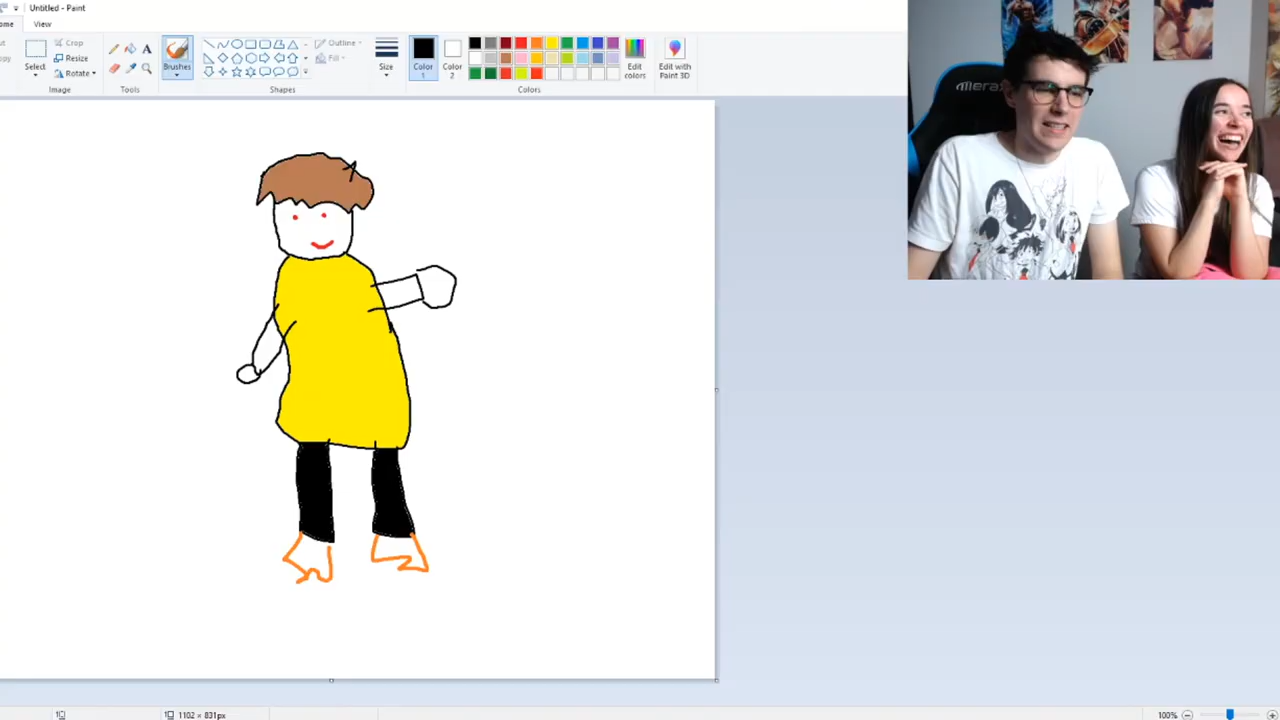 Untitled - Paint
View
Select
Crop
Resize
Rotate
Image
Tools
Brushes
Outline
Fill
Shapes
Size
Color
1
Color
2
Edit
colors
Colors
Edit with
Paint 3D
1102 × 831px
100%